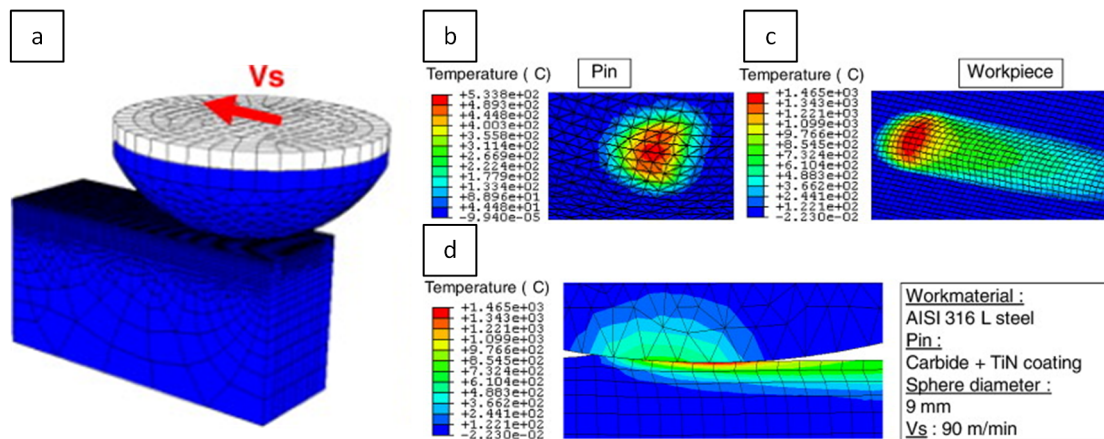 a
Vs
b
Temperature ( C)
Pin
+5.338e+02
+4.893e+02
+4.448e+02
+4.003e+02
+3.558e+02
+3.114e+02
+2.669e+02
+2.224e+02
+1.779e+02
+1.334e+02
+8.896e+01
+4.448e+01
-9.940e-05
c
Temperature ( C)
Workpiece
+1.465e+03
+1.343e+03
+1.221e+03
+1.099e+03
+9.766e+02
+8.545e+02
+7.324e+02
+6.104e+02
+4.883e+02
+3.662e+02
+2.441e+02
+1.221e+02
-2.230e-02
d
Temperature ( C)
+1.465e+03
+1.343e+03
+1.221e+03
+1.099e+03
+9.766e+02
+8.545e+02
+7.324e+02
+6.104e+02
+4.883e+02
+3.662e+02
+2.441e+02
+1.221e+02
-2.230e-02
Workmaterial :
AISI 316 L steel
Pin :
Carbide + TiN coating
Sphere diameter :
9 mm
Vs : 90 m/min